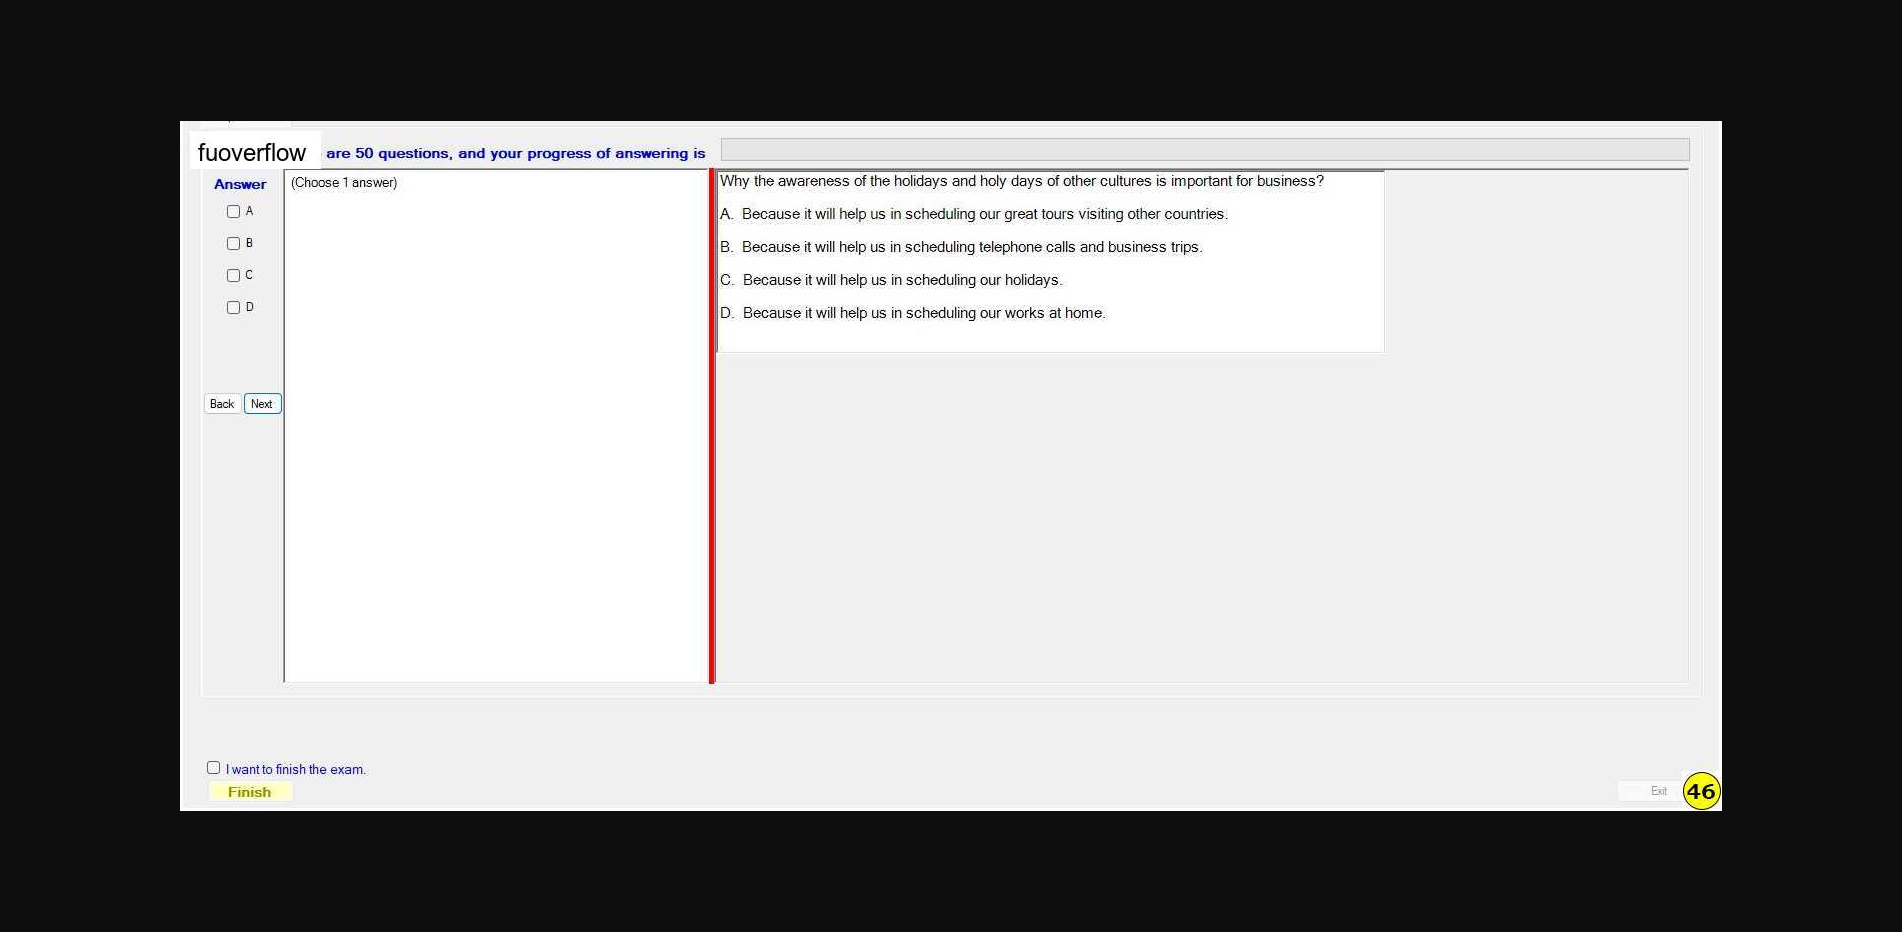 fuoverflow are 50 questions, and your progress of answering is
Answer
(Choose 1 answer)
A
B
C
D
Back Next
Why the awareness of the holidays and holy days of other cultures is important for business?
A. Because it will help us in scheduling our great tours visiting other countries.
B. Because it will help us in scheduling telephone calls and business trips.
C. Because it will help us in scheduling our holidays.
D. Because it will help us in scheduling our works at home.
I want to finish the exam.
Finish
Exit
46